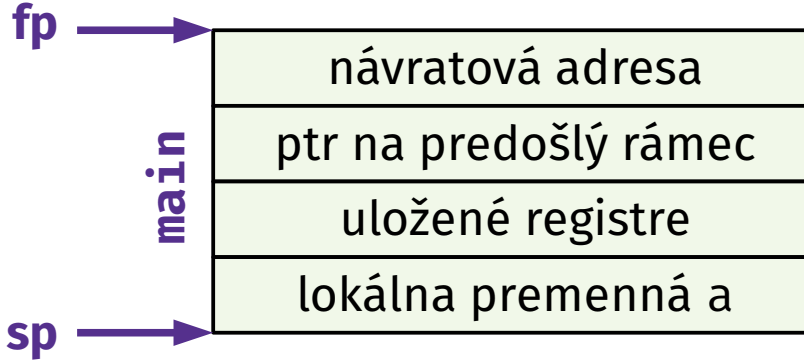 fp
návratová adresa
ptr na predošlý rámec
main
uložené registre
lokálna premenná a
sp